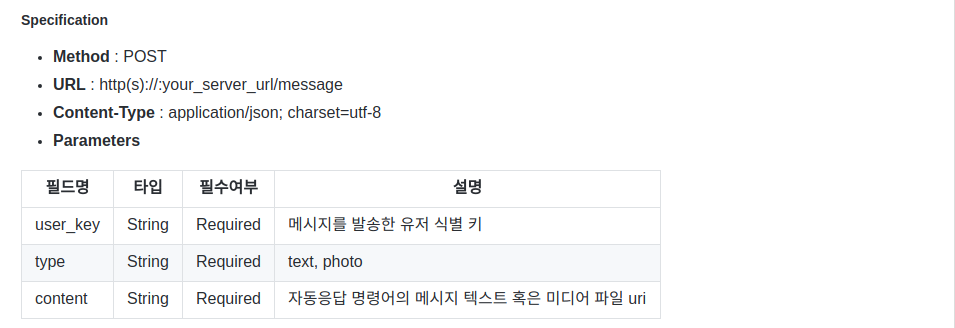 Specification
• Method : POST
• URL : http(s)://:your_server_url/message
• Content-Type : application/json; charset=utf-8
• Parameters
필드명 타입 필수여부 설명
user_key String Required 메시지를 발송한 유저 식별 키
type String Required text, photo
content String Required 자동응답 명령어의 메시지 텍스트 혹은 미디어 파일 uri